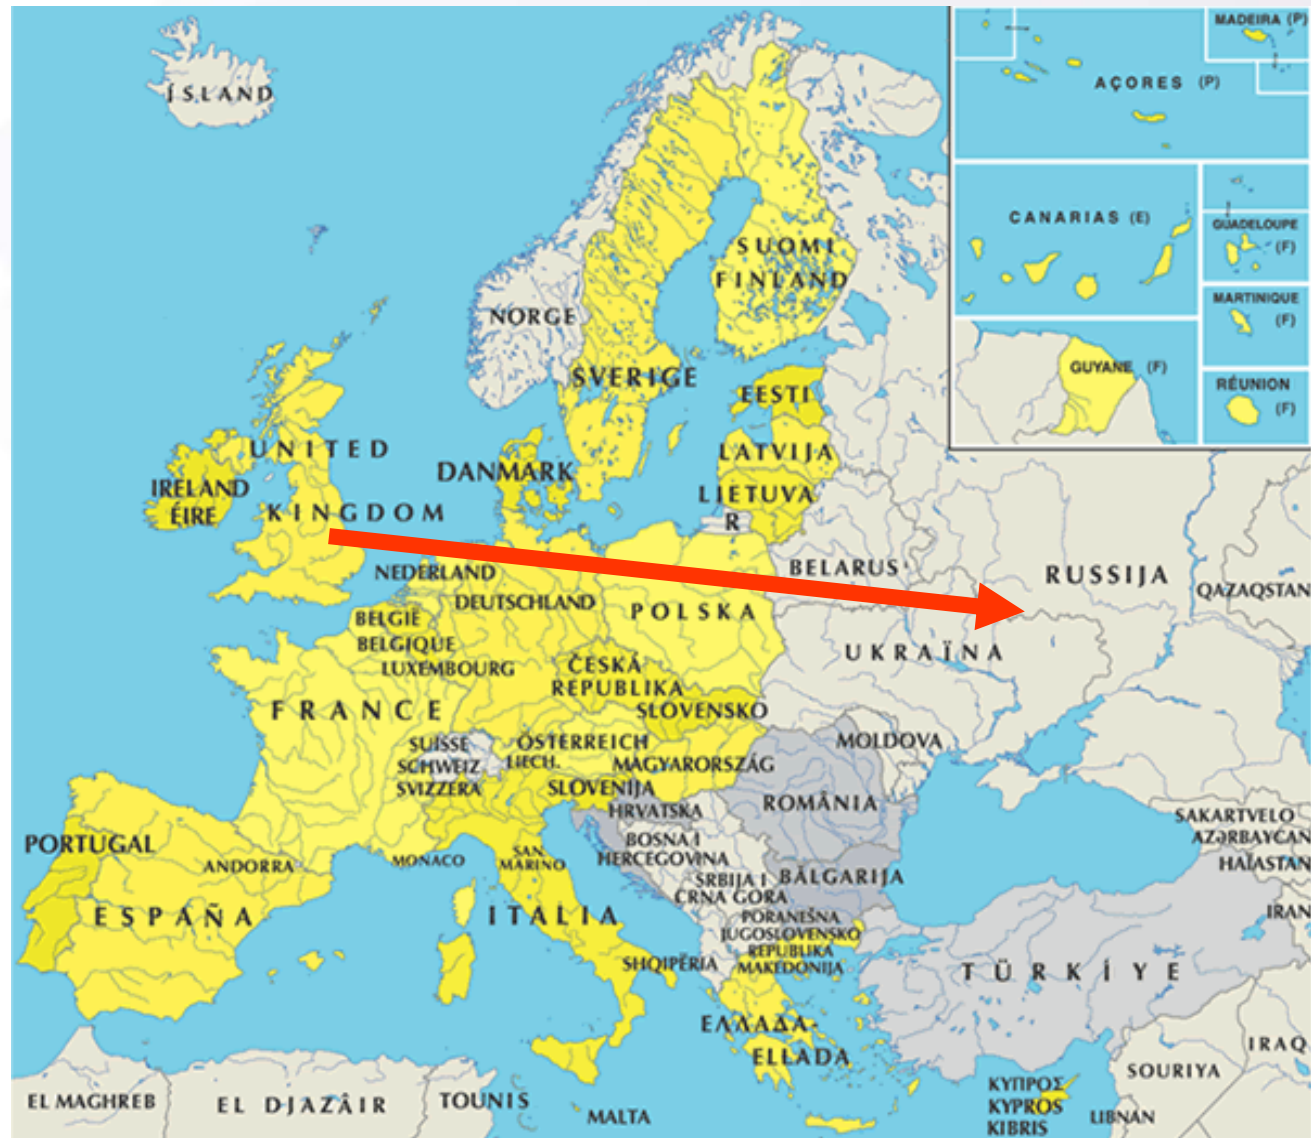 ÍSLAND
MADEIRA (P)
AÇORES (P)
CANARIAS (E)
GUADELOUPE
(F)
MARTINIQUE
(F)
GUYANE (F)
RÉUNION
(F)
SUOMI
FINLAND
NORGE
SVERIGE
EESTI
LATVIJA
LIETUVA
R
UNITED
KINGDOM
IRELAND
ÉIRE
DANMARK
NEDERLAND
BELGIË
BELGIQUE
LUXEMBOURG
DEUTSCHLAND
POLSKA
BELARUS'
RUSSIJA
QAZAQSTAN
UKRAÏNA
ČESKÁ
REPUBLIKA
SLOVENSKO
FRANCE
SUISSE
SCHWEIZ
SVIZZERA
ÖSTERREICH
LIECH.
MAGYARORSZÁG
MOLDOVA
SLOVENIJA
HRVATSKA
ROMÂNIA
BOSNA I
HERCEGOVINA
SAKARTVELO
AZƏRBAYCAN
HAÏASTAN
PORTUGAL
ANDORRA
MONACO
SAN
MARINO
SRBIJA I
CRNA GORA
BĂLGARIJA
ESPAÑA
ITALIA
PORANEŠNA
JUGOSLOVENSKO
REPUBLIKA
MAKEDONIJA
SHQIPËRIA
TÜRKÍYE
IRAN
ΕΛΛΑΔΑ-
ELLADA
IRAQ
SOURIYA
ΚΥΠΡΟΣ
KYPROS
KIBRIS
LIBNAN
EL MAGHREB
EL DJAZÂIR
TOUNIS
MALTA